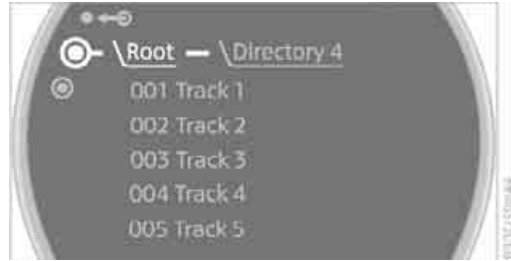 \Root — \Directory 4
001 Track 1
002 Track 2
003 Track 3
004 Track 4
005 Track 5